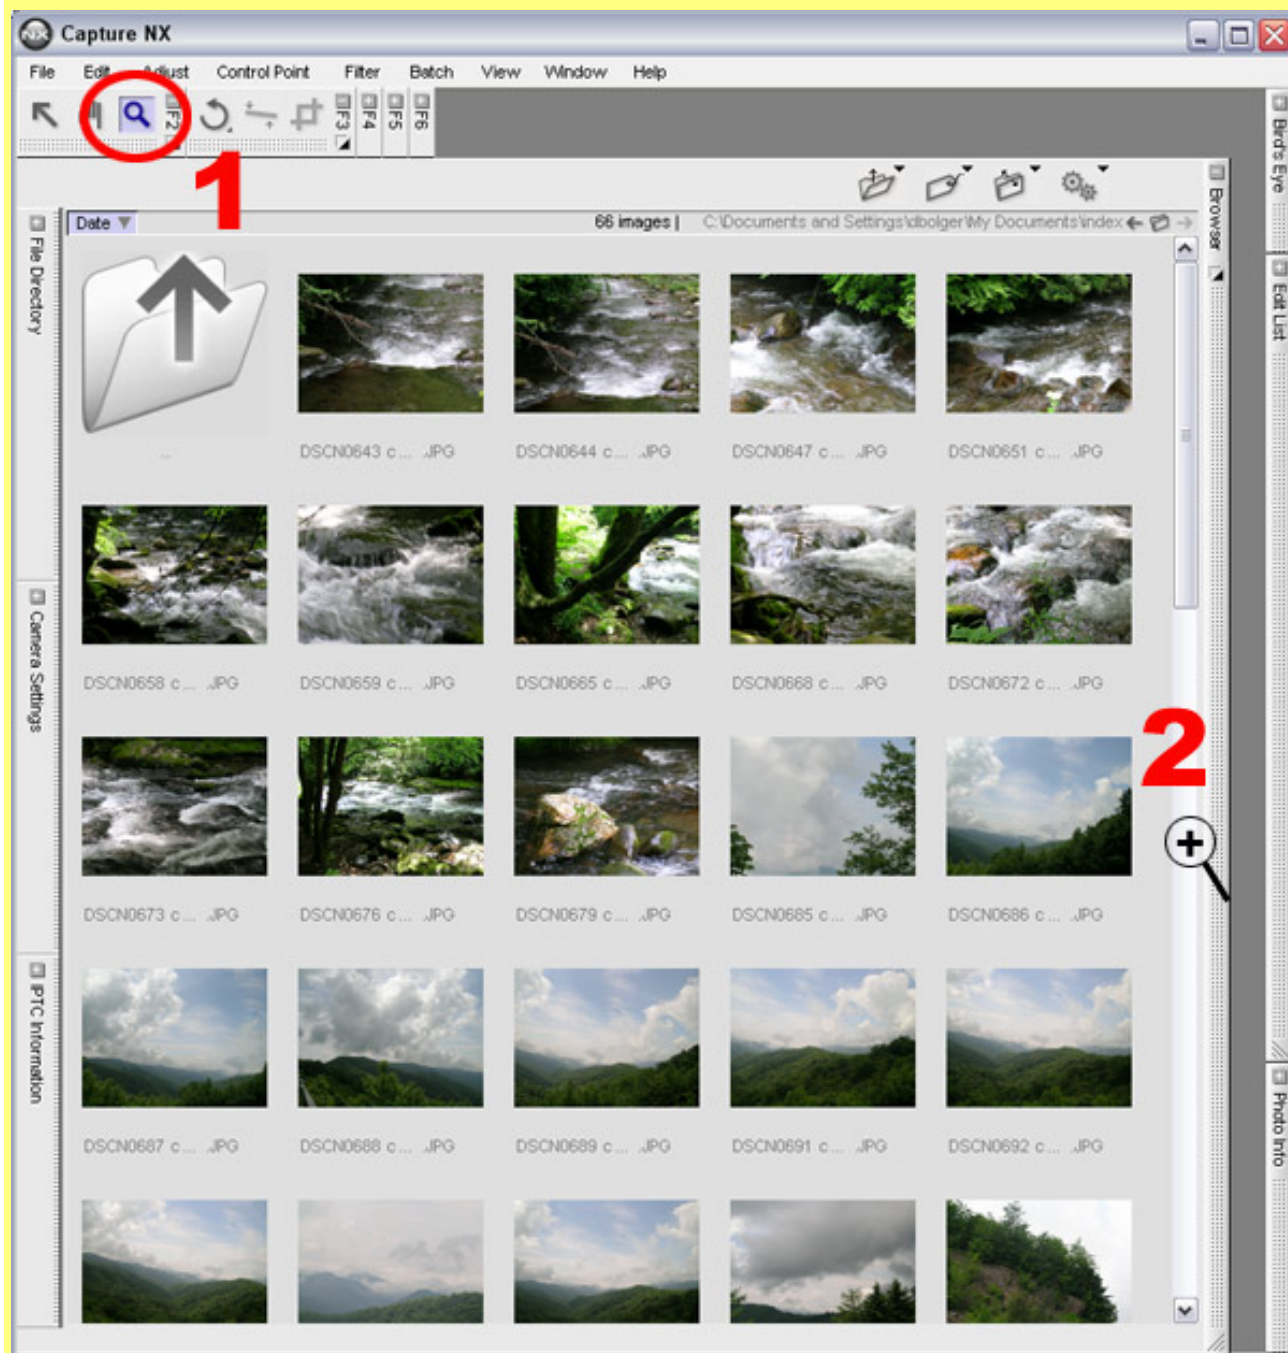 Capture NX
File Edit Adjust Control Point Filter Batch View Window Help
F2 F3 F4 F5 F6
1
Date 66 images | C:\Documents and Settings\dbolger\My Documents\index
File Directory
Camera Settings
IPTC Information
Browser
Bird's Eye
Edit List
Photo Info
..
DSCN0643 c... .JPG
DSCN0644 c... .JPG
DSCN0647 c... .JPG
DSCN0651 c... .JPG
DSCN0658 c... .JPG
DSCN0659 c... .JPG
DSCN0665 c... .JPG
DSCN0668 c... .JPG
DSCN0672 c... .JPG
2
DSCN0673 c... .JPG
DSCN0676 c... .JPG
DSCN0679 c... .JPG
DSCN0685 c... .JPG
DSCN0686 c... .JPG
DSCN0687 c... .JPG
DSCN0688 c... .JPG
DSCN0689 c... .JPG
DSCN0691 c... .JPG
DSCN0692 c... .JPG